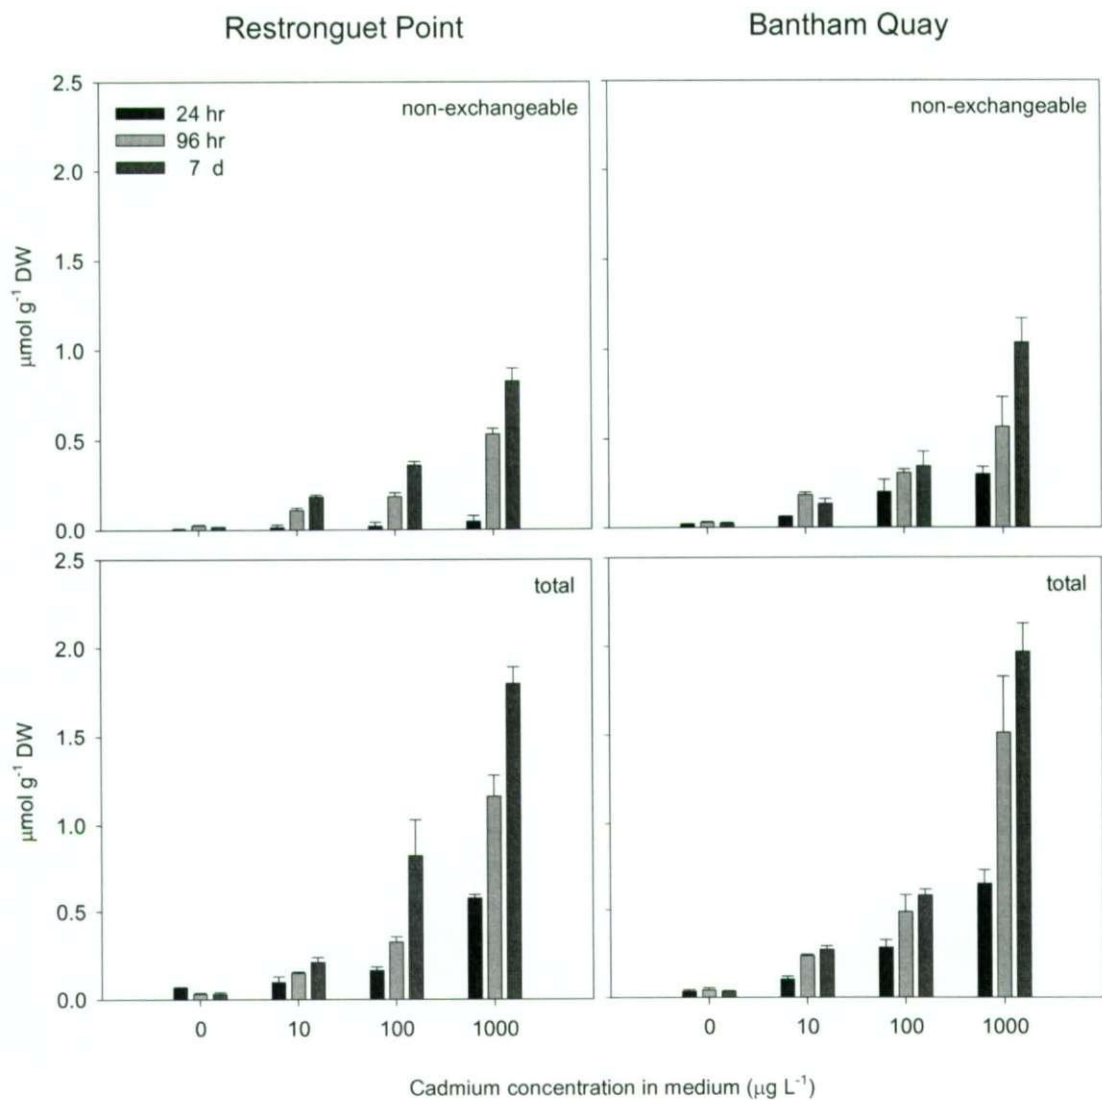 Restronguet Point
Bantham Quay
2.5
2.0
1.5
1.0
0.5
0.0
μmol g⁻¹ DW
24 hr
96 hr
7 d
non-exchangeable
non-exchangeable
2.5
2.0
1.5
1.0
0.5
0.0
μmol g⁻¹ DW
total
total
0 10 100 1000
0 10 100 1000
Cadmium concentration in medium (μg L⁻¹)